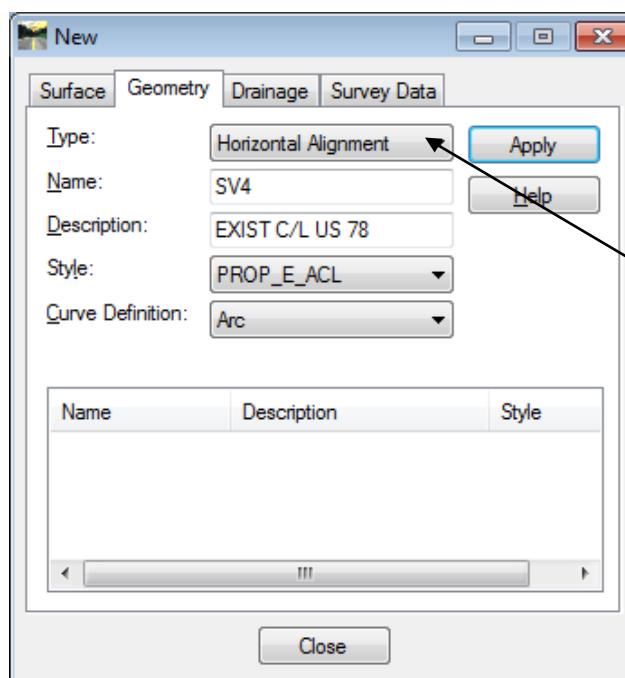 New
Surface Geometry Drainage Survey Data
Type: Horizontal Alignment Apply
Name: SV4 Help
Description: EXIST C/L US 78
Style: PROP_E_ACL
Curve Definition: Arc
Name Description Style
Close